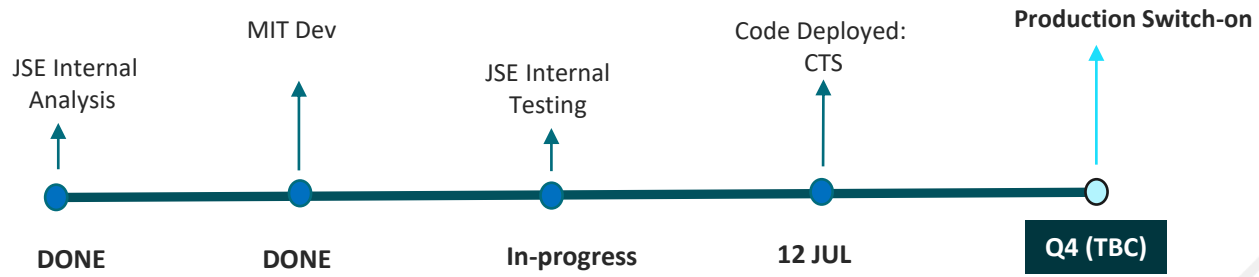 JSE Internal
Analysis
MIT Dev
JSE Internal
Testing
Code Deployed:
CTS
Production Switch-on
DONE
DONE
In-progress
12 JUL
Q4 (TBC)